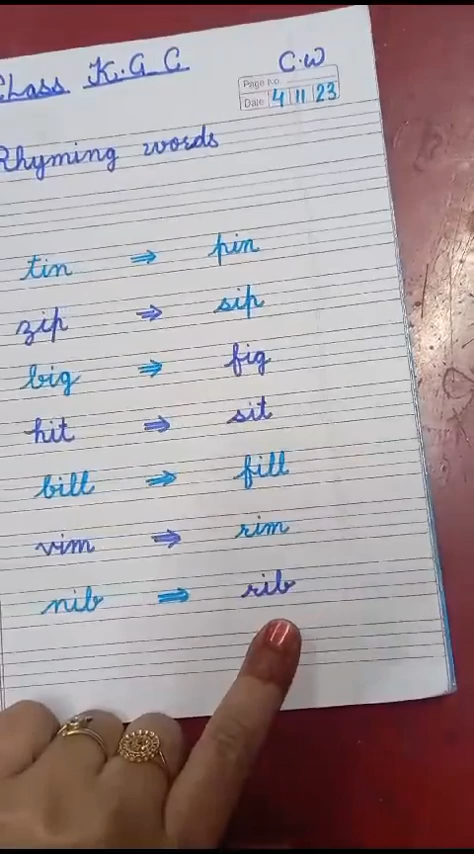 Class K.G C
C.W
Page no.
Date 4 11 23
Rhyming words
tin ⇒ pin
zip ⇒ sip
big ⇒ fig
hit ⇒ sit
bill ⇒ fill
vim ⇒ rim
nib ⇒ rib